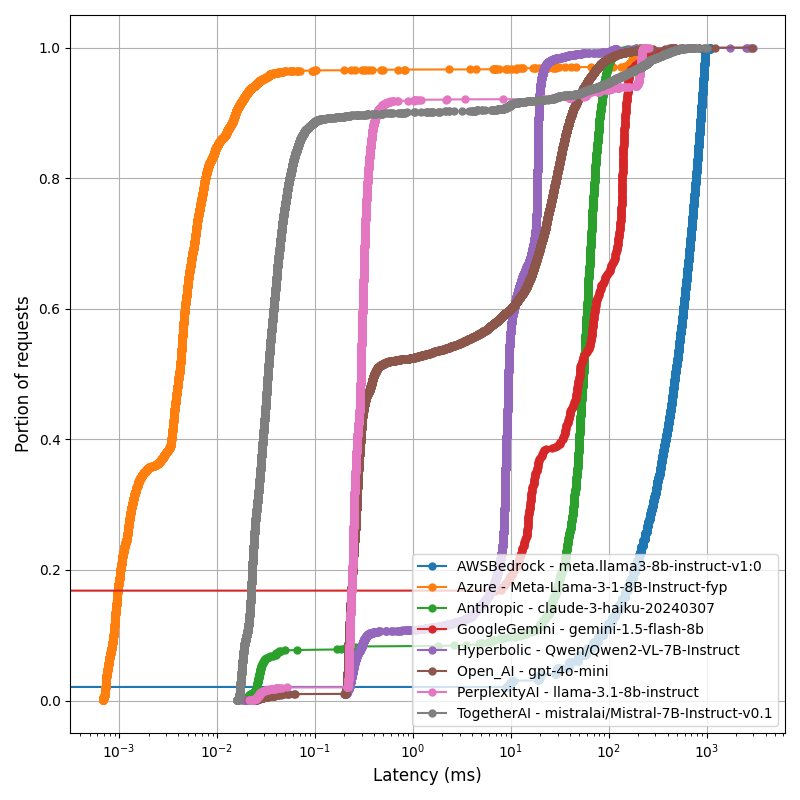 1.0
0.8
0.6
0.4
0.2
0.0
Portion of requests
AWSBedrock - meta.llama3-8b-instruct-v1:0
Azure - Meta-Llama-3-1-8B-Instruct-fyp
Anthropic - claude-3-haiku-20240307
GoogleGemini - gemini-1.5-flash-8b
Hyperbolic - Qwen/Qwen2-VL-7B-Instruct
Open_AI - gpt-4o-mini
PerplexityAI - llama-3.1-8b-instruct
TogetherAI - mistralai/Mistral-7B-Instruct-v0.1
10⁻³ 10⁻² 10⁻¹ 10⁰ 10¹ 10² 10³
Latency (ms)